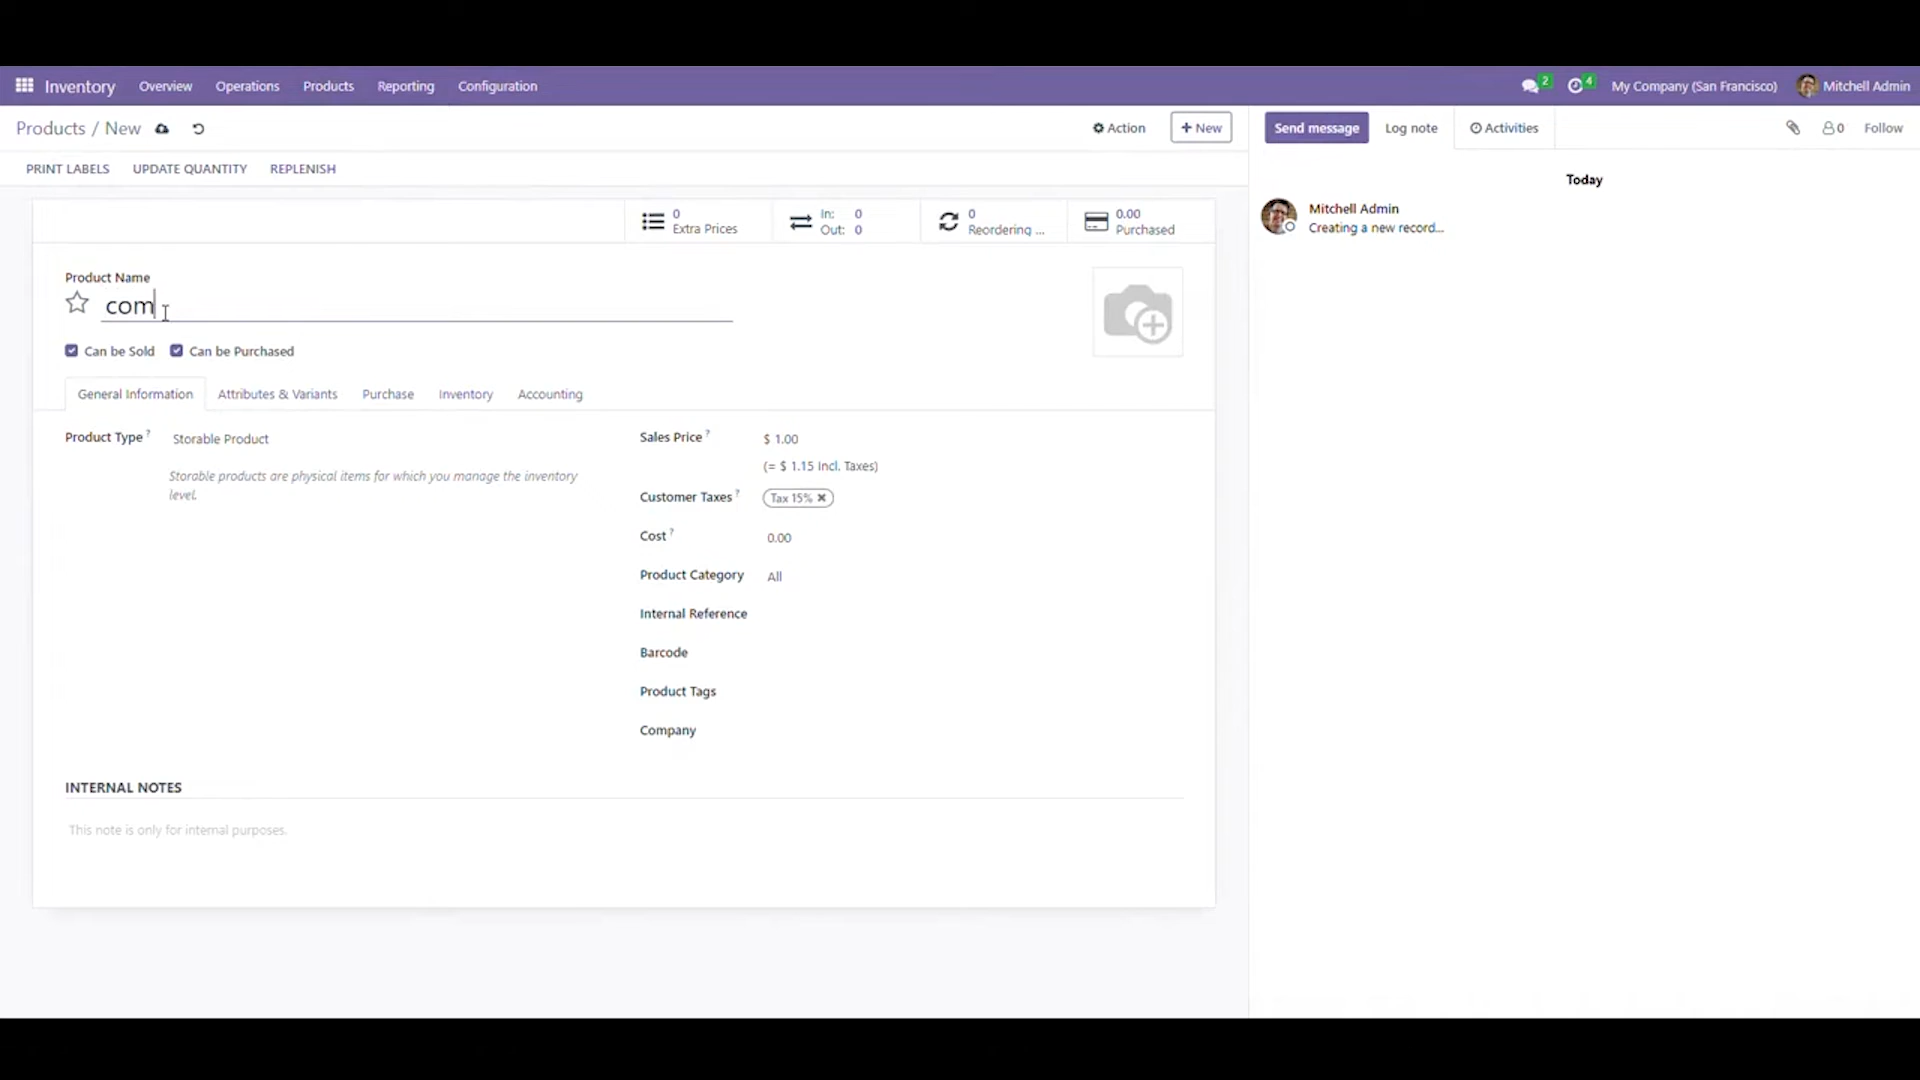 Inventory Overview Operations Products Reporting Configuration 2 4 My Company (San Francisco) Mitchell Admin
Products / New Action + New Send message Log note Activities 0 Follow
PRINT LABELS UPDATE QUANTITY REPLENISH
Today
0 Extra Prices
In: 0
Out: 0
0 Reordering ...
0.00 Purchased
Mitchell Admin
Creating a new record...
Product Name
com
Can be Sold Can be Purchased
General Information Attributes & Variants Purchase Inventory Accounting
Product Type ? Storable Product
Storable products are physical items for which you manage the inventory
level.
Sales Price ? $ 1.00
(= $ 1.15 Incl. Taxes)
Customer Taxes ? Tax 15% ×
Cost ? 0.00
Product Category All
Internal Reference
Barcode
Product Tags
Company
INTERNAL NOTES
This note is only for internal purposes.